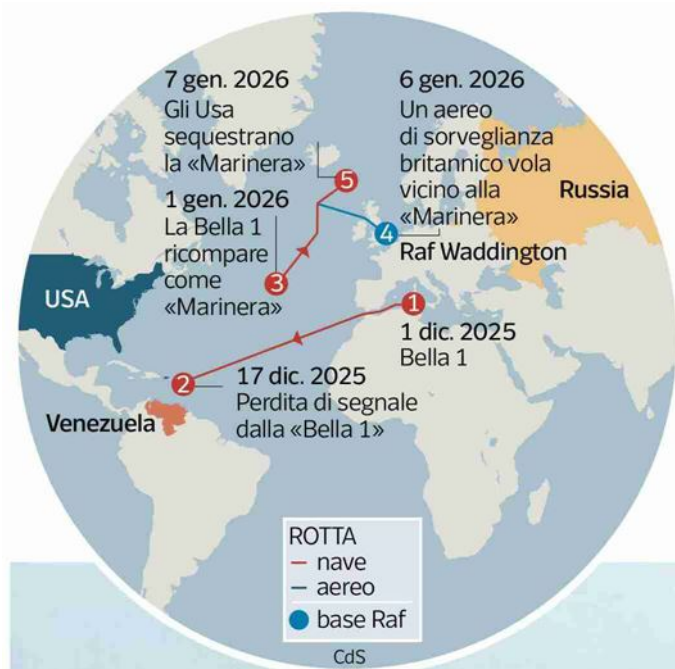 7 gen. 2026
Gli Usa
sequestrano
la «Marinera»
6 gen. 2026
Un aereo
di sorveglianza
britannico vola
vicino alla
«Marinera»
1 gen. 2026
La Bella 1
ricompare
come
«Marinera»
5
4
3
Russia
Raf Waddington
USA
1
1 dic. 2025
Bella 1
2
17 dic. 2025
Perdita di segnale
dalla «Bella 1»
Venezuela
ROTTA
nave
aereo
base Raf
CdS